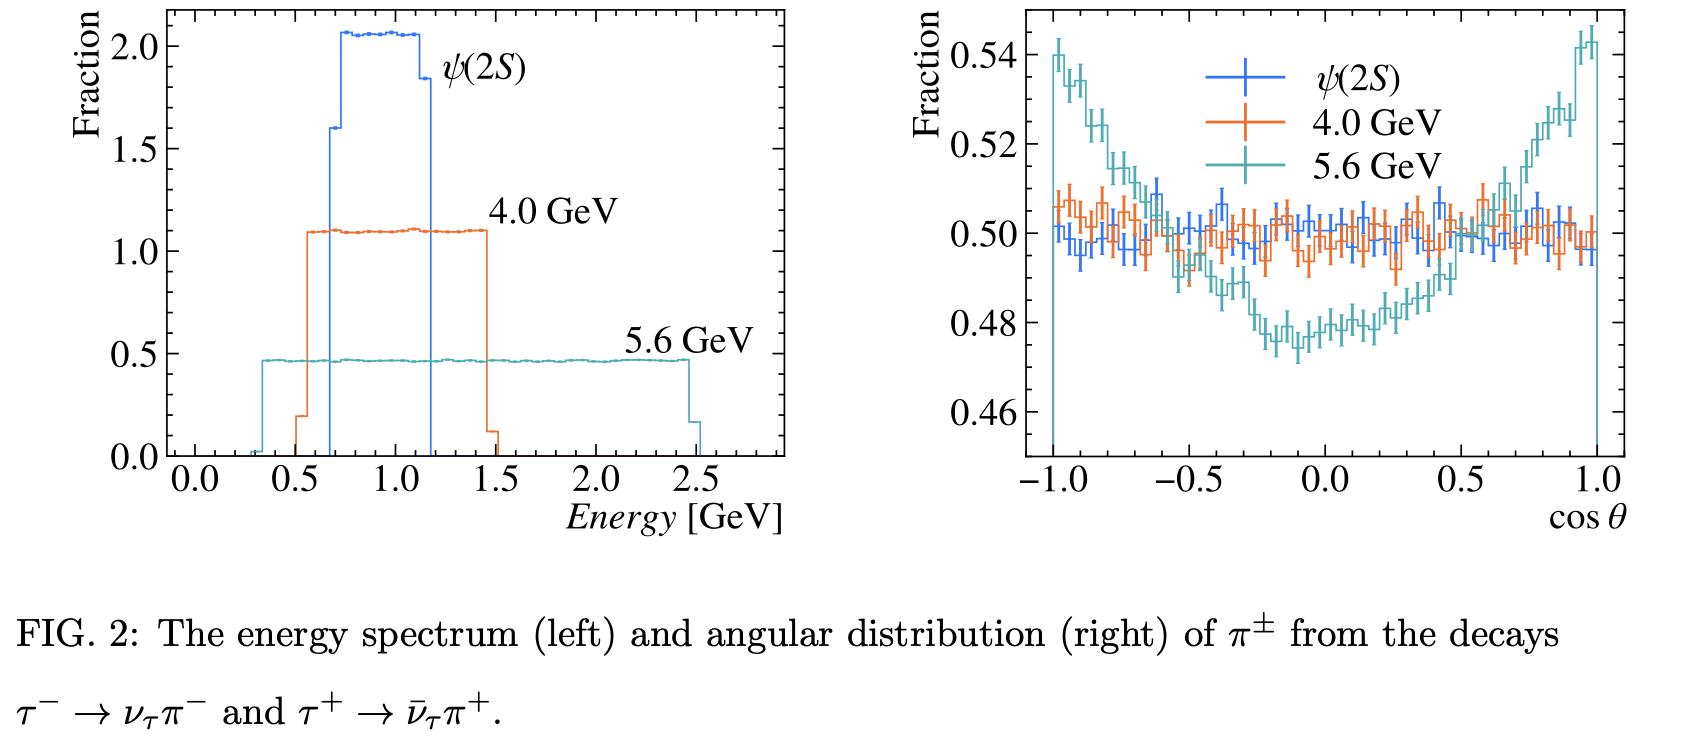 Fraction
2.0
1.5
1.0
0.5
0.0
ψ(2S)
4.0 GeV
5.6 GeV
0.0 0.5 1.0 1.5 2.0 2.5
Energy [GeV]
Fraction
0.54
0.52
0.50
0.48
0.46
ψ(2S)
4.0 GeV
5.6 GeV
−1.0 −0.5 0.0 0.5 1.0
cos θ
FIG. 2: The energy spectrum (left) and angular distribution (right) of π± from the decays
τ− → ντπ− and τ+ → ν̄τπ+.